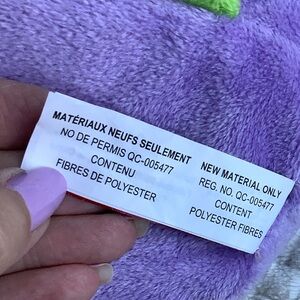 MATÉRIAUX NEUFS SEULEMENT
NO DE PERMIS QC-005477
CONTENU
FIBRES DE POLYESTER
NEW MATERIAL ONLY
REG. NO. QC-005477
CONTENT
POLYESTER FIBRES